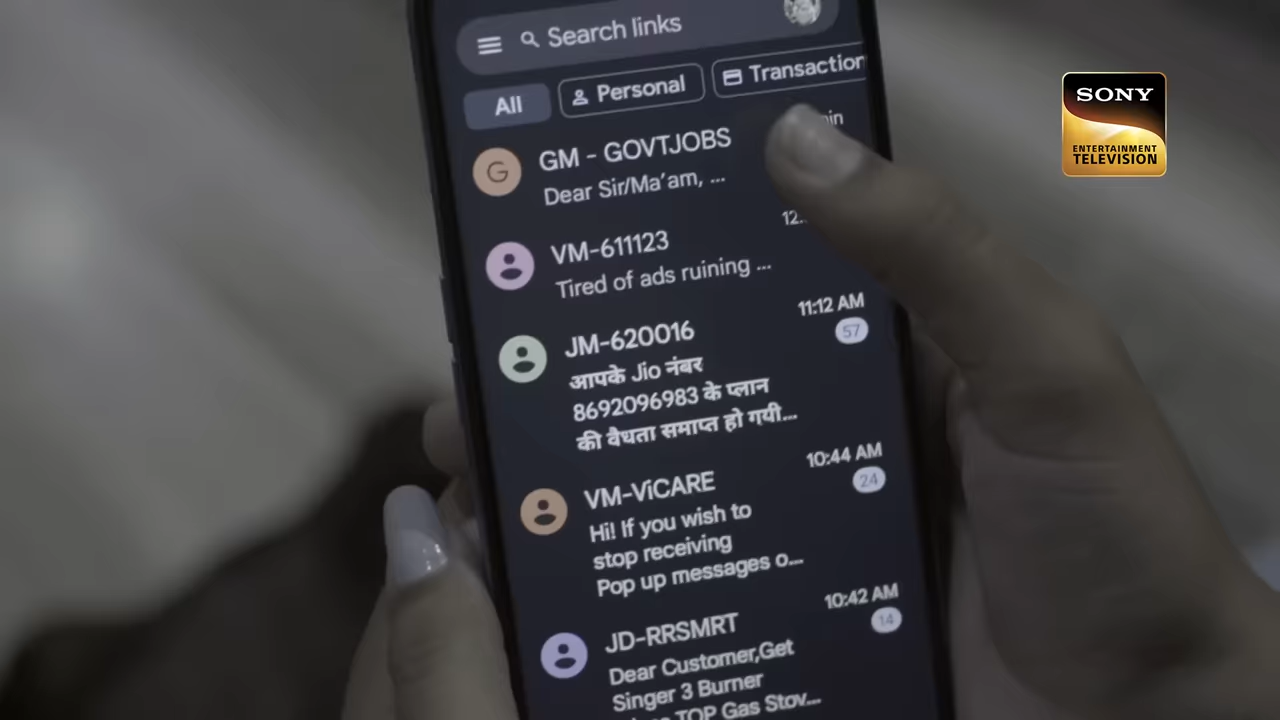 Search links
All
Personal
Transaction
GM - GOVTJOBS
Dear Sir/Ma'am, ...
VM-611123
Tired of ads ruining ...
JM-620016
11:12 AM
आपके Jio नंबर
57
8692096983 के प्लान
की वैधता समाप्त हो गयी...
VM-ViCARE
10:44 AM
Hi! If you wish to
24
stop receiving
Pop up messages o...
JD-RRSMRT
10:42 AM
Dear Customer,Get
14
Singer 3 Burner
TOP Gas Stov...
SONY
ENTERTAINMENT
TELEVISION